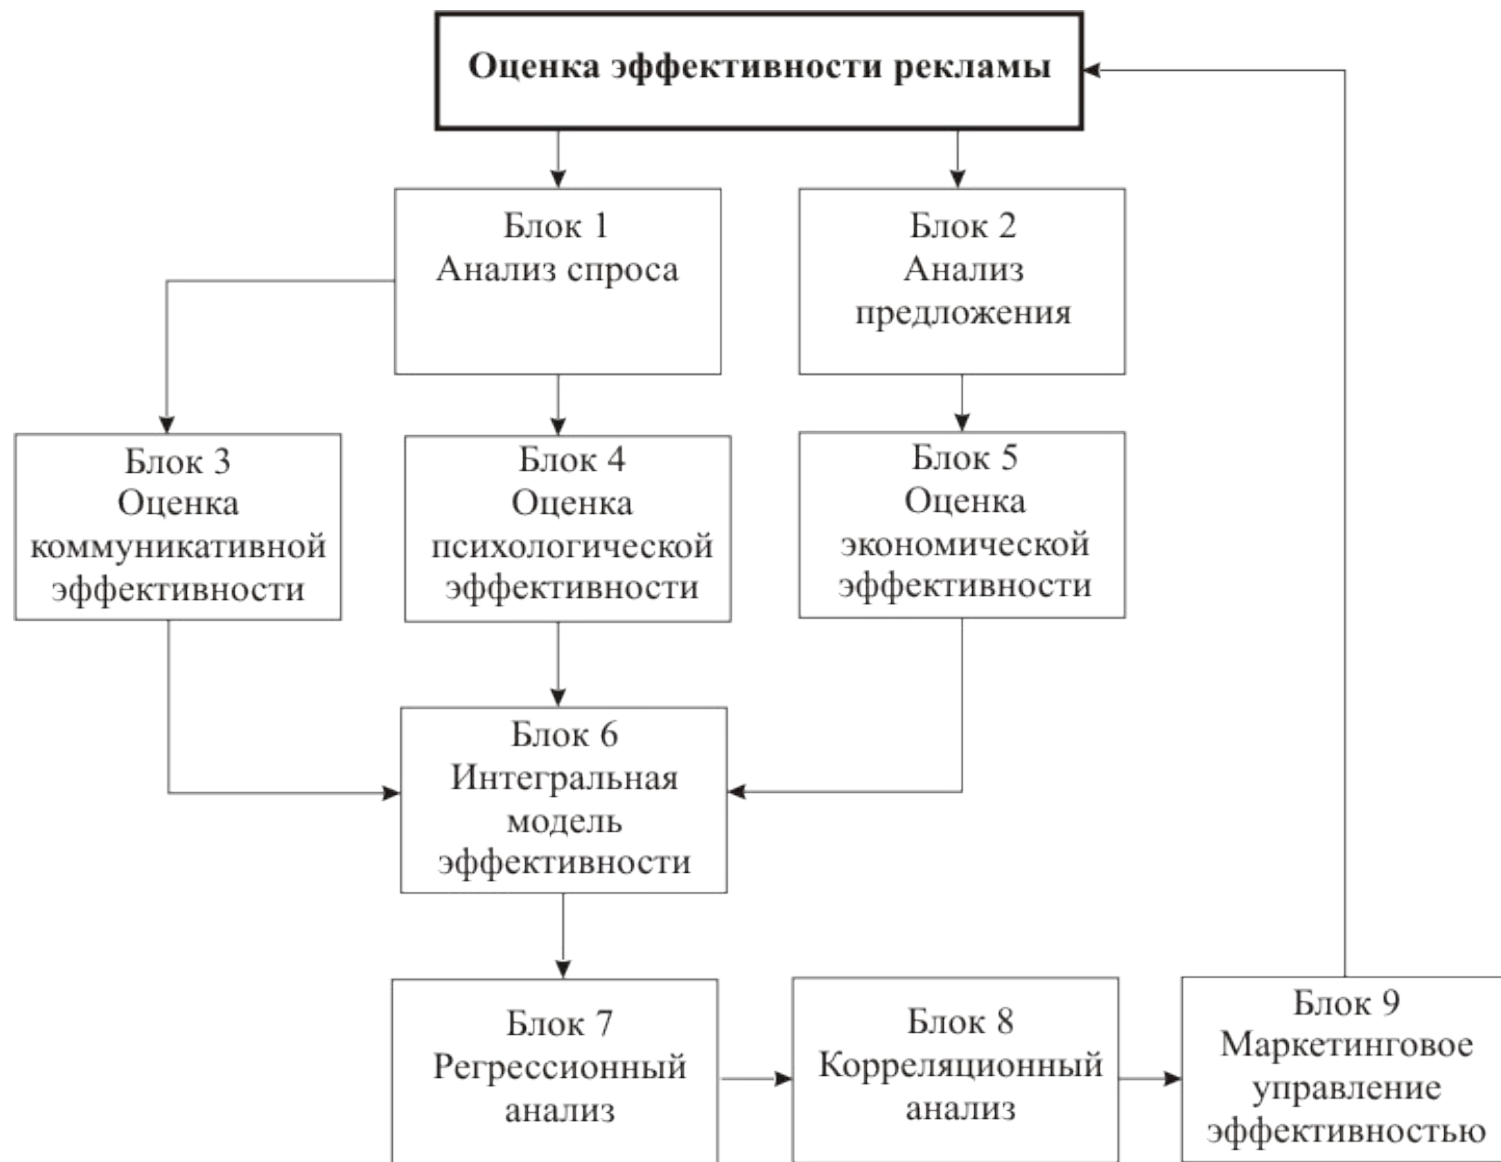 Оценка эффективности рекламы
Блок 1
Анализ спроса
Блок 2
Анализ
предложения
Блок 3
Оценка
коммуникативной
эффективности
Блок 4
Оценка
психологической
эффективности
Блок 5
Оценка
экономической
эффективности
Блок 6
Интегральная
модель
эффективности
Блок 7
Регрессионный
анализ
Блок 8
Корреляционный
анализ
Блок 9
Маркетинговое
управление
эффективностью